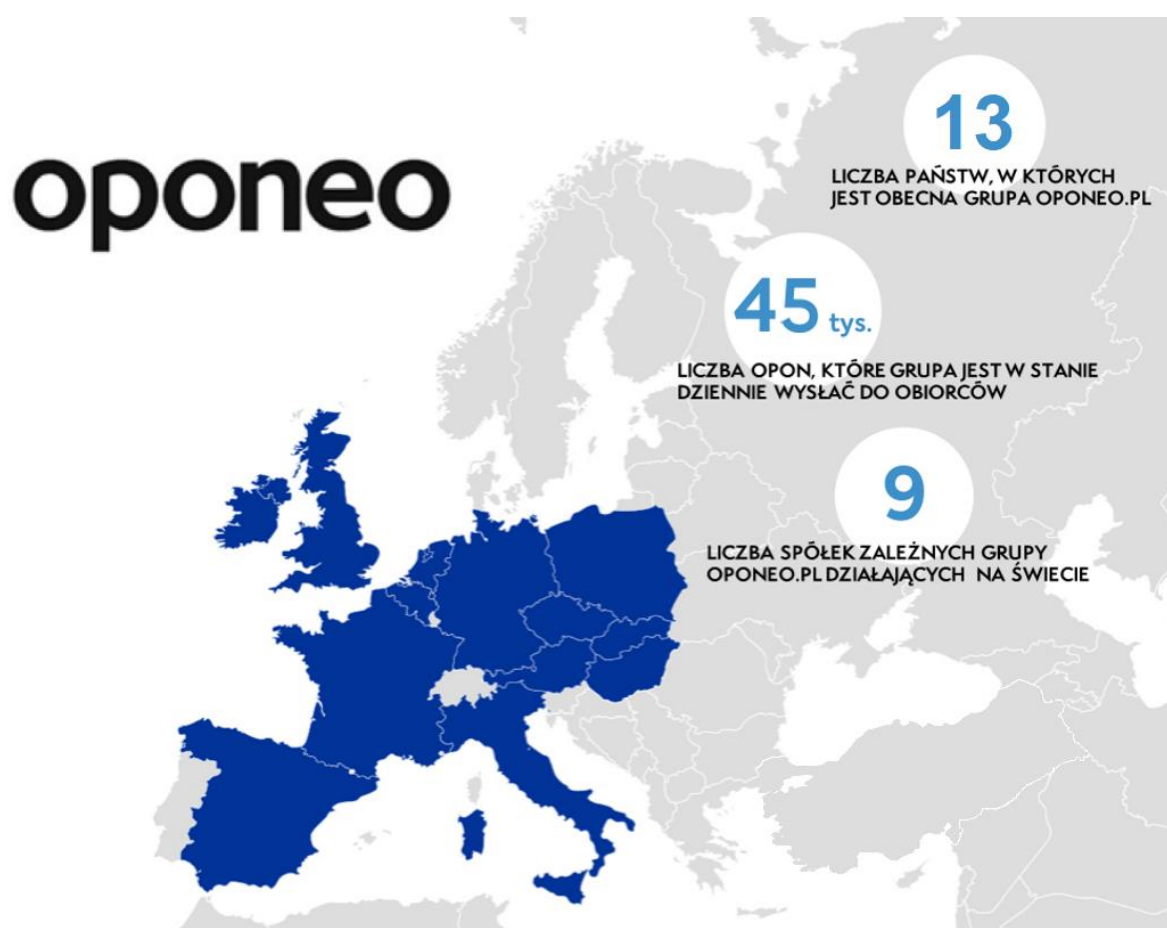 oponeo
13
LICZBA PAŃSTW, W KTÓRYCH
JEST OBECNA GRUPA OPONEO.PL
45 tys.
LICZBA OPON, KTÓRE GRUPA JEST W STANIE
DZIENNIE WYSŁAĆ DO OBIORCÓW
9
LICZBA SPÓŁEK ZALEŻNYCH GRUPY
OPONEO.PL DZIAŁAJĄCYCH NA ŚWIECIE